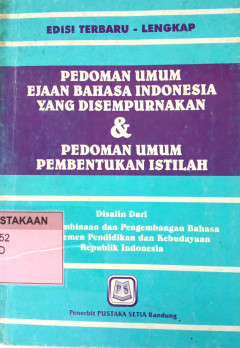 EDISI TERBARU - LENGKAP
PEDOMAN UMUM
EJAAN BAHASA INDONESIA
YANG DISEMPURNAKAN
&
PEDOMAN UMUM
PEMBENTUKAN ISTILAH
Disalin Dari
STAKAAN
52
D
mbinaan dan Pengembangan Bahasa
emen Pendidikan dan Kebudayaan
Republik Indonesia
Penerbit PUSTAKA SETIA Bandung